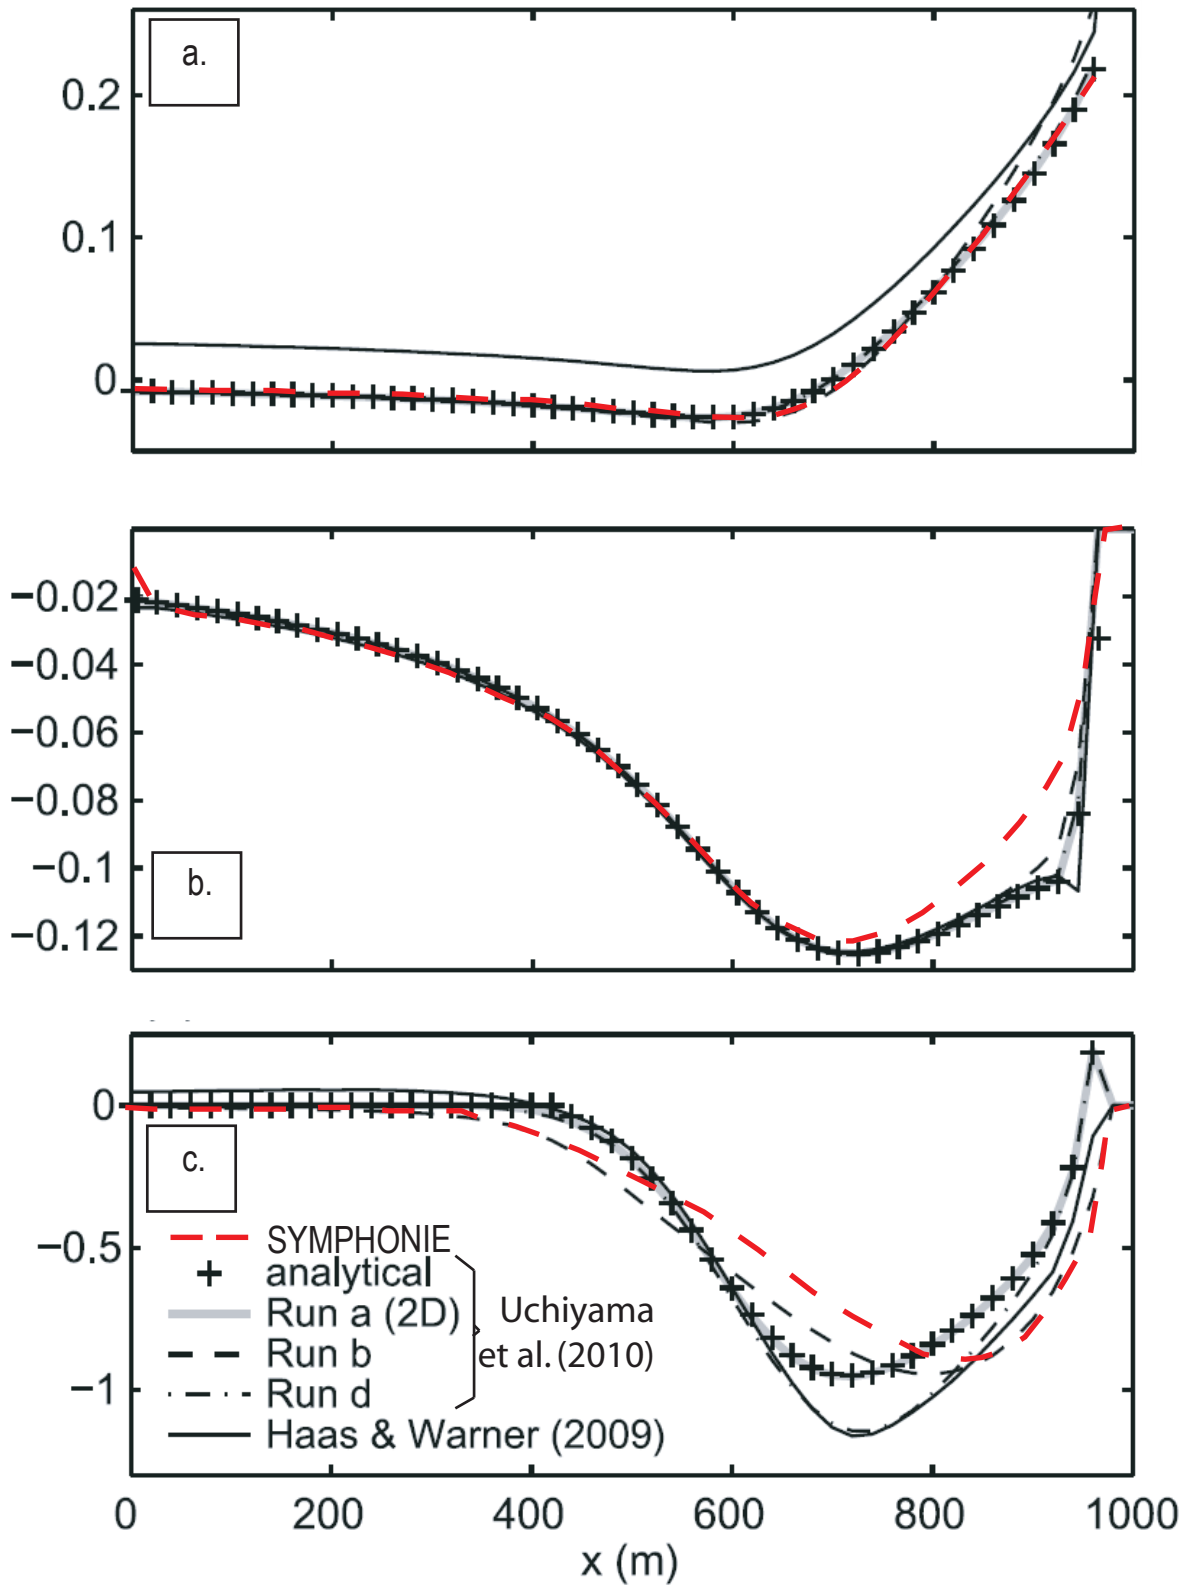 a.
0.2
0.1
0
−0.02
−0.04
−0.06
−0.08
−0.1
−0.12
b.
0
−0.5
−1
c.
SYMPHONIE
analytical
Run a (2D)
Run b
Run d
Uchiyama
et al. (2010)
Haas & Warner (2009)
0 200 400 600 800 1000
x (m)